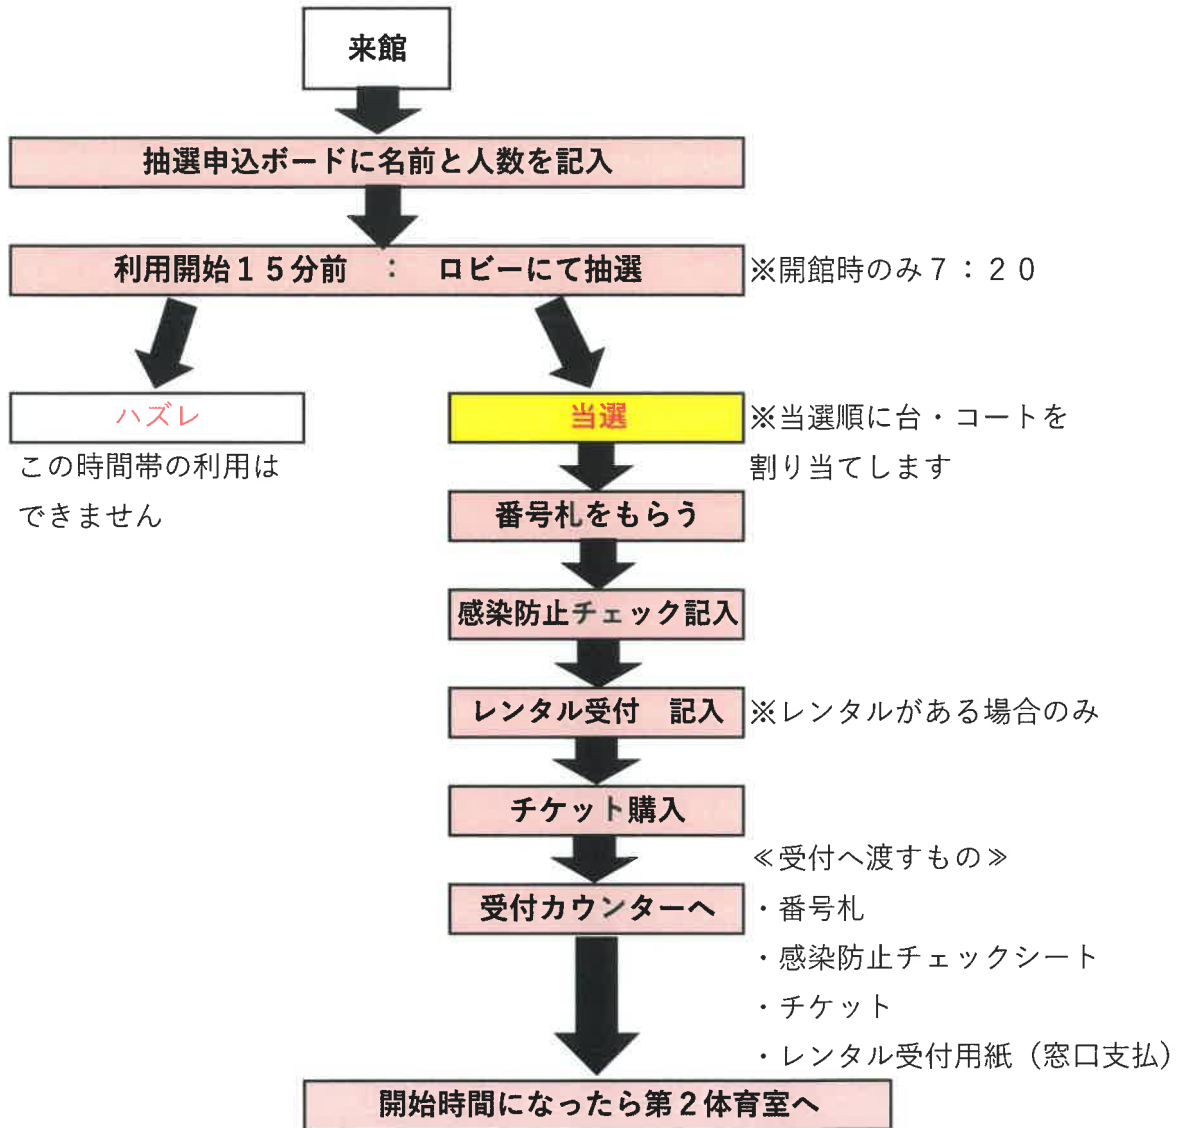 来館
抽選申込ボードに名前と人数を記入
利用開始１５分前　：　ロビーにて抽選
※開館時のみ７：２０
ハズレ
この時間帯の利用は
できません
当選
※当選順に台・コートを
割り当てします
番号札をもらう
感染防止チェック記入
レンタル受付　記入
※レンタルがある場合のみ
チケット購入
受付カウンターへ
≪受付へ渡すもの≫
・番号札
・感染防止チェックシート
・チケット
・レンタル受付用紙（窓口支払）
開始時間になったら第２体育室へ